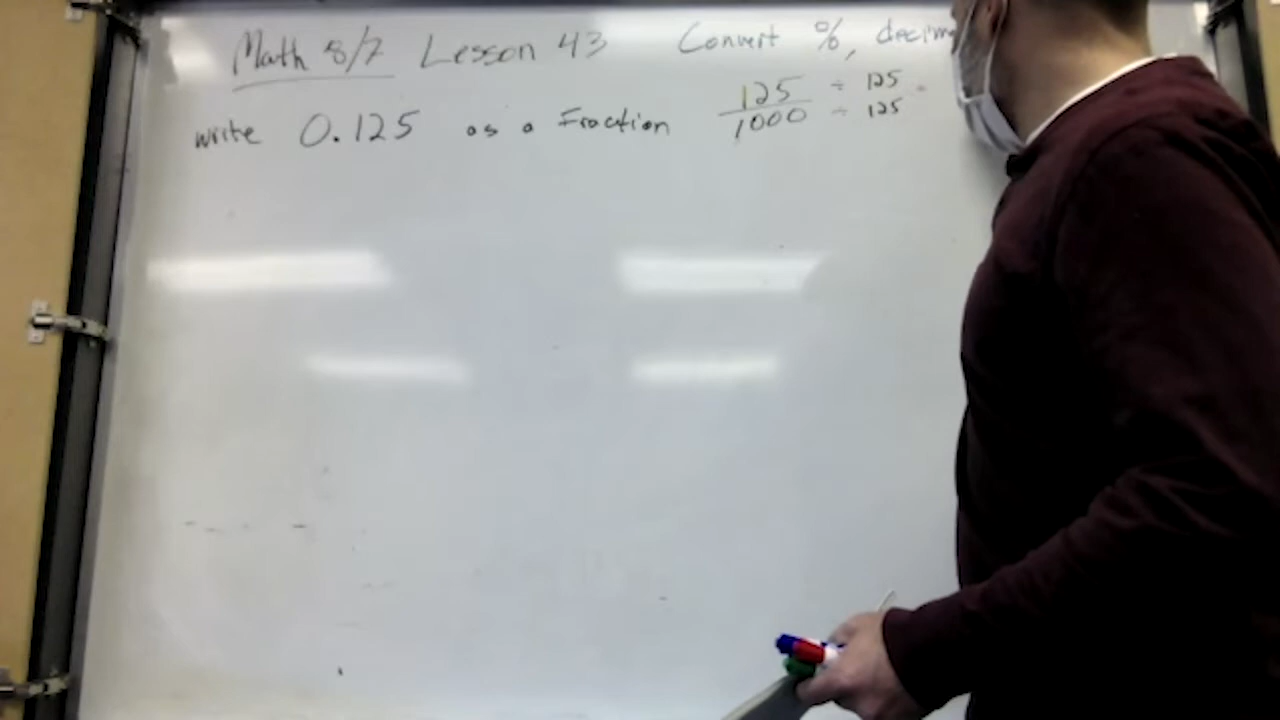 Math 8/7 Lesson 43 Convert %, decim
write 0.125 as a Fraction 125/1000 ÷ 125/125 =